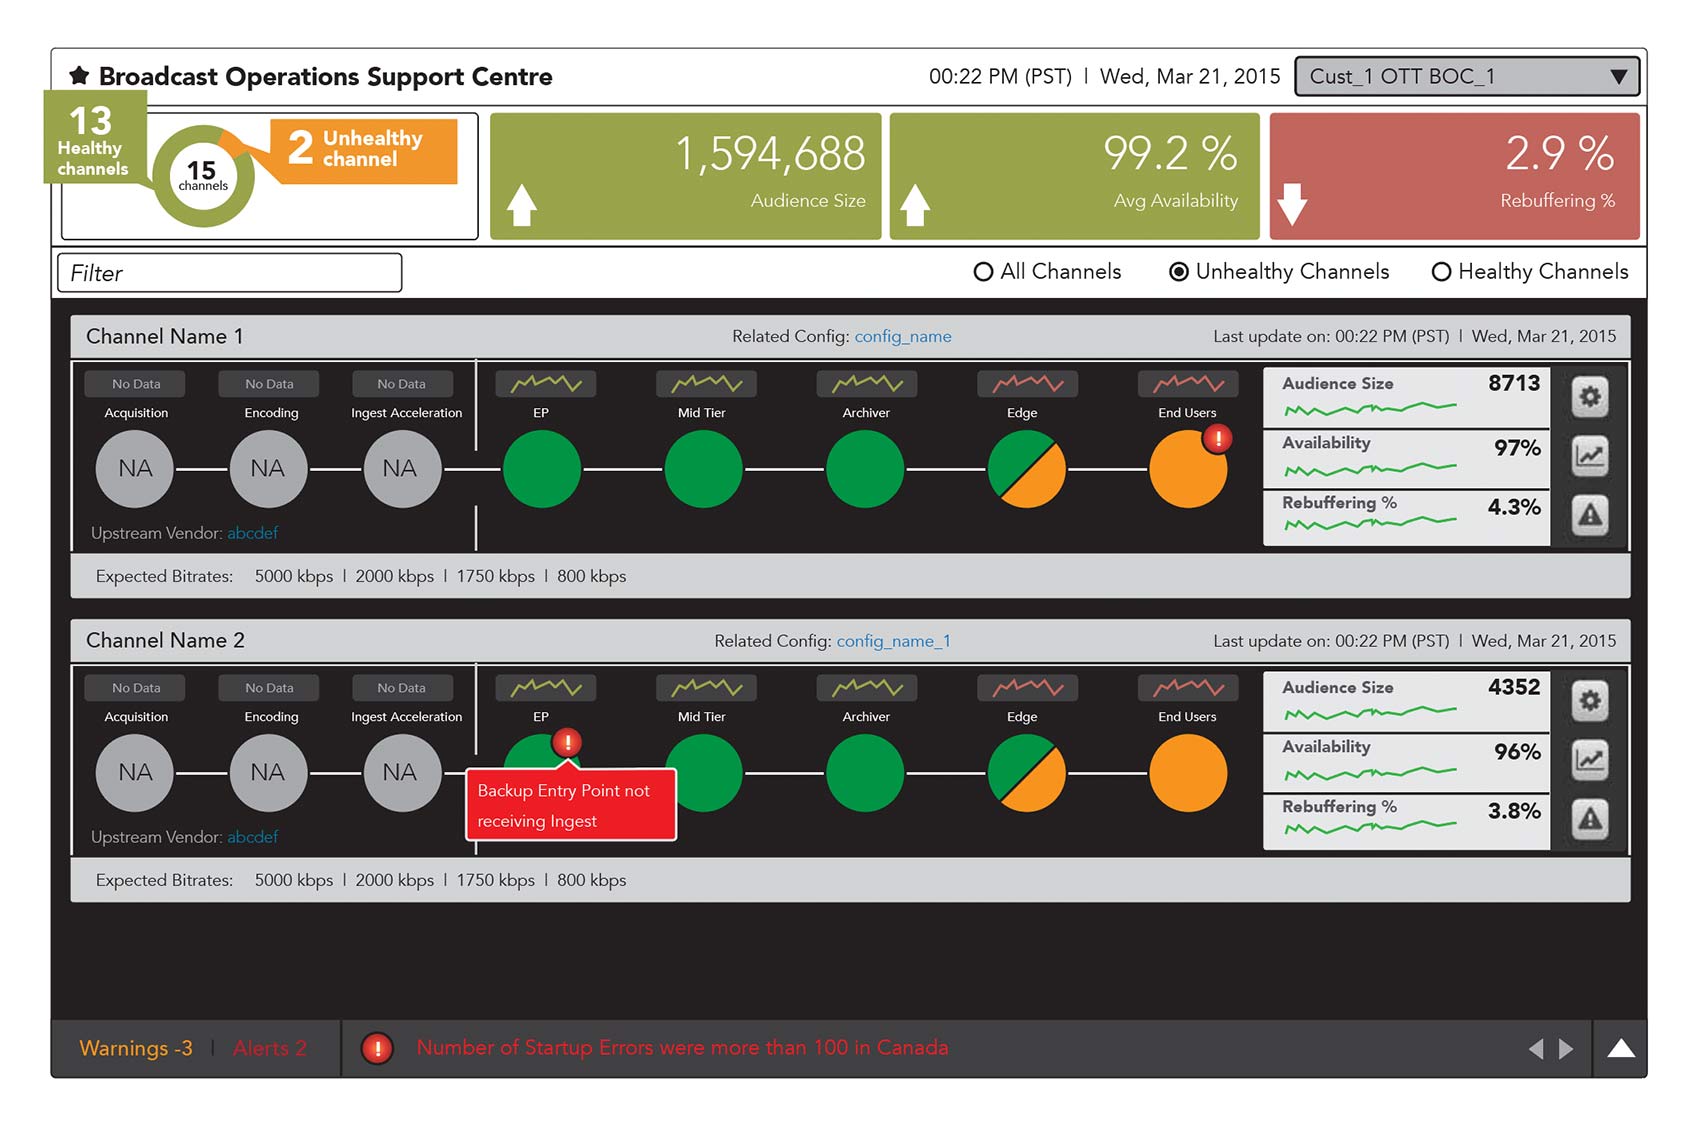 ★ Broadcast Operations Support Centre
00:22 PM (PST) | Wed, Mar 21, 2015
Cust_1 OTT BOC_1
13
Healthy
channels
15
channels
2 Unhealthy
channel
1,594,688
Audience Size
99.2 %
Avg Availability
2.9 %
Rebuffering %
Filter
All Channels
Unhealthy Channels
Healthy Channels
Channel Name 1
Related Config: config_name
Last update on: 00:22 PM (PST) | Wed, Mar 21, 2015
No Data
No Data
No Data
Acquisition
Encoding
Ingest Acceleration
EP
Mid Tier
Archiver
Edge
End Users
NA
NA
NA
!
Upstream Vendor: abcdef
Audience Size 8713
Availability 97%
Rebuffering % 4.3%
Expected Bitrates: 5000 kbps | 2000 kbps | 1750 kbps | 800 kbps
Channel Name 2
Related Config: config_name_1
Last update on: 00:22 PM (PST) | Wed, Mar 21, 2015
No Data
No Data
No Data
Acquisition
Encoding
Ingest Acceleration
EP
Mid Tier
Archiver
Edge
End Users
NA
NA
NA
!
Backup Entry Point not
receiving Ingest
Upstream Vendor: abcdef
Audience Size 4352
Availability 96%
Rebuffering % 3.8%
Expected Bitrates: 5000 kbps | 2000 kbps | 1750 kbps | 800 kbps
Warnings -3 | Alerts 2
! Number of Startup Errors were more than 100 in Canada